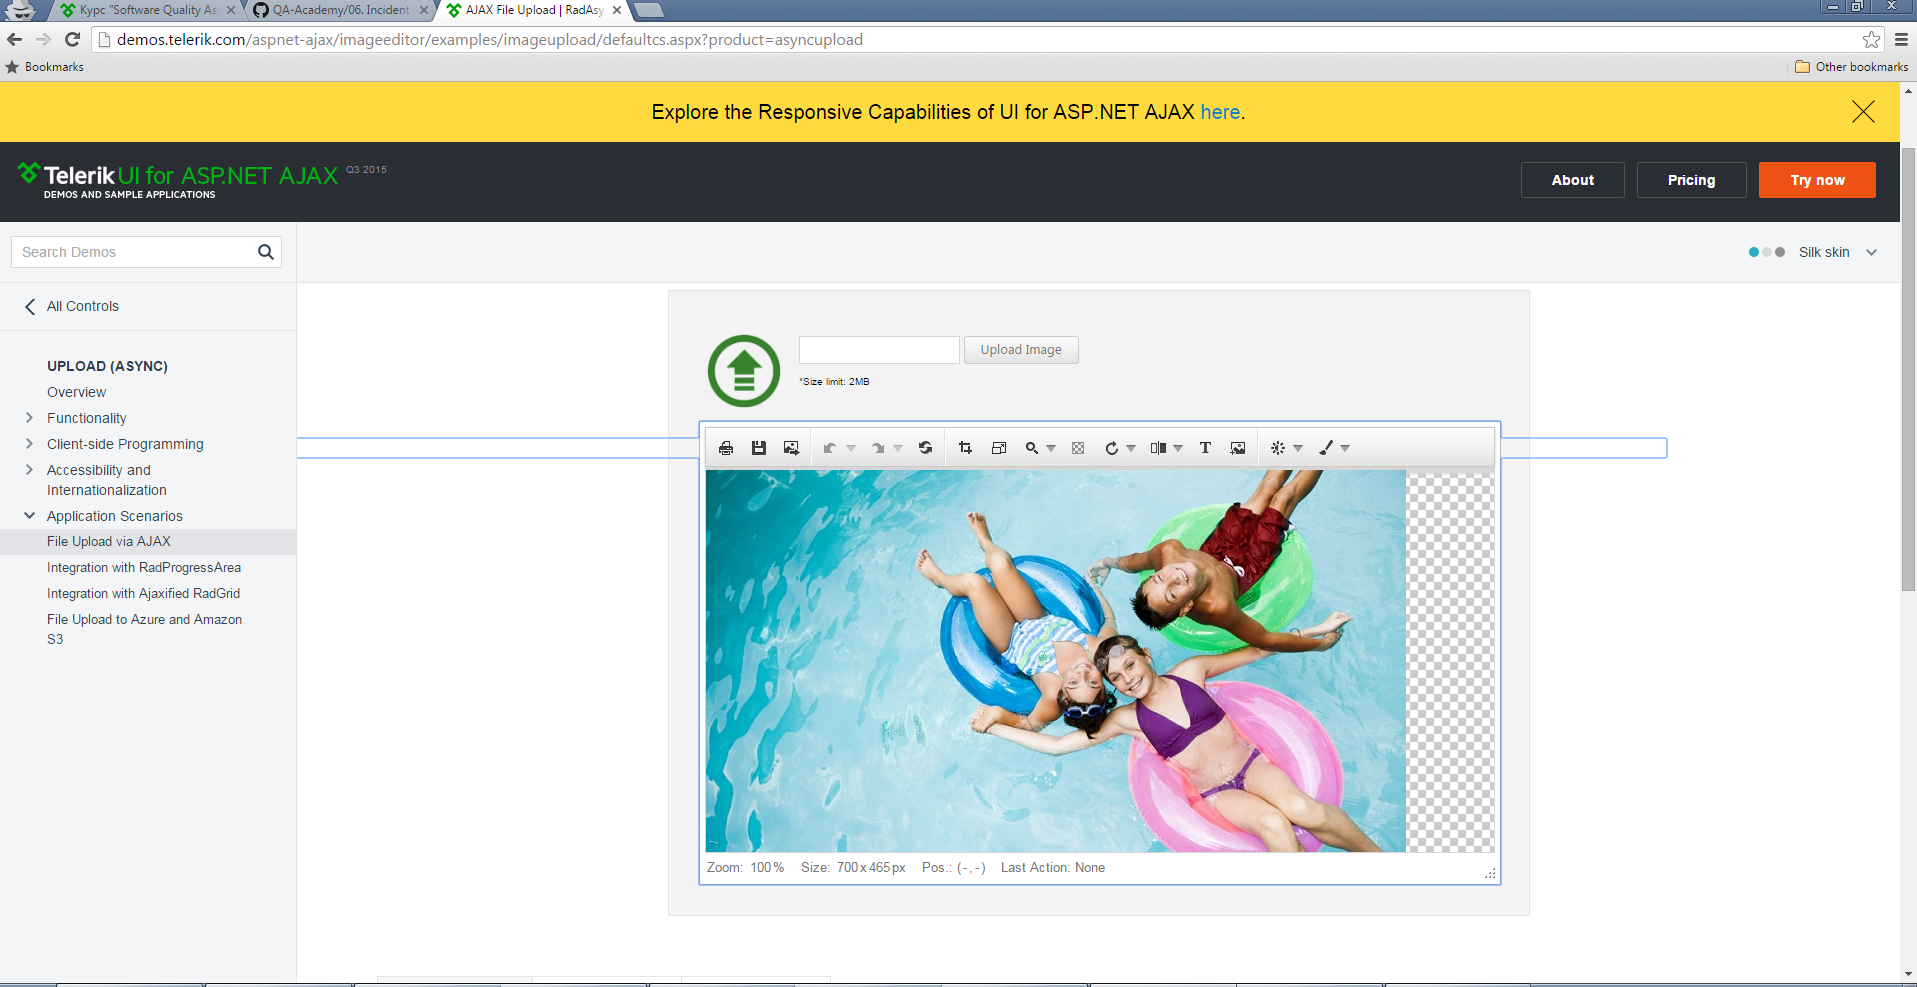 Курс "Software Quality As
QA-Academy/06. Incident
AJAX File Upload | RadAsy
demos.telerik.com/aspnet-ajax/imageeditor/examples/imageupload/defaultcs.aspx?product=asyncupload
Bookmarks
Other bookmarks
Explore the Responsive Capabilities of UI for ASP.NET AJAX here.
Telerik UI for ASP.NET AJAX Q3 2015
DEMOS AND SAMPLE APPLICATIONS
About
Pricing
Try now
Search Demos
Silk skin
All Controls
UPLOAD (ASYNC)
Overview
Functionality
Client-side Programming
Accessibility and
Internationalization
Application Scenarios
File Upload via AJAX
Integration with RadProgressArea
Integration with Ajaxified RadGrid
File Upload to Azure and Amazon
S3
Upload Image
*Size limit: 2MB
T
Zoom: 100 % Size: 700 x 465 px Pos.: ( - , - ) Last Action: None